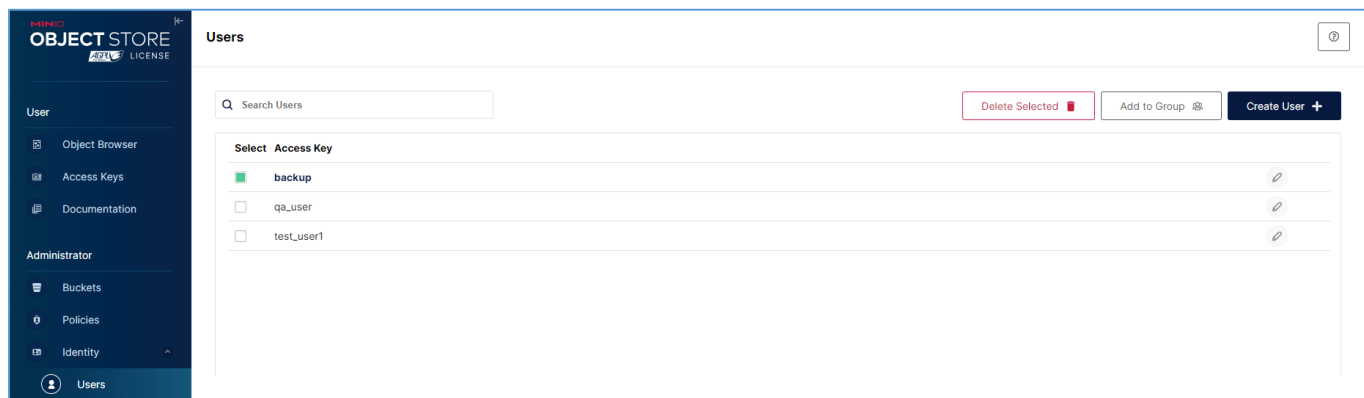 MINIO
OBJECT STORE
AGPLv3 LICENSE
Users
User
Object Browser
Access Keys
Documentation
Administrator
Buckets
Policies
Identity
Users
Search Users
Delete Selected
Add to Group
Create User +
Select Access Key
backup
qa_user
test_user1